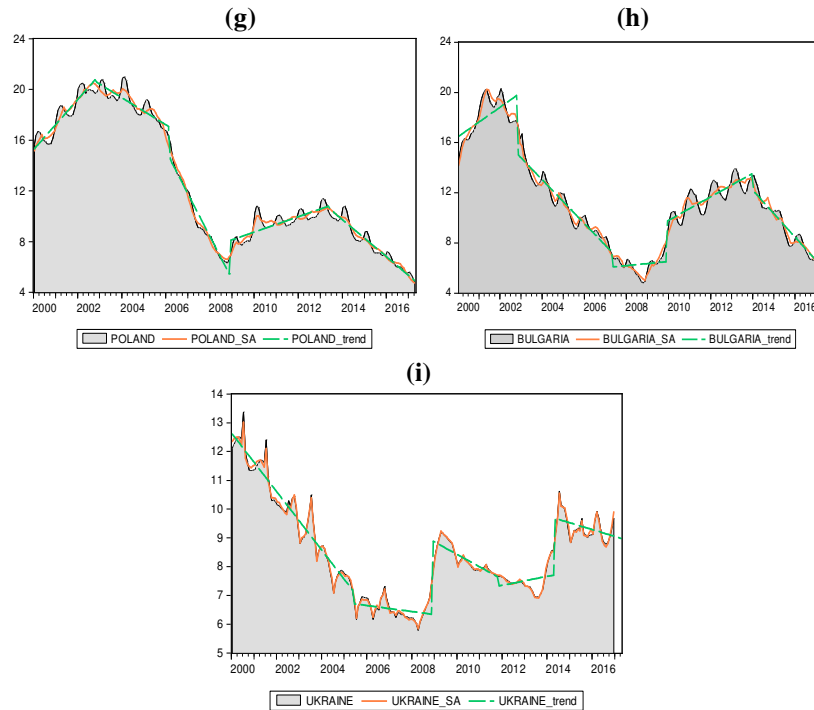 (g)
24
20
16
12
8
4
2000 2002 2004 2006 2008 2010 2012 2014 2016
POLAND POLAND_SA POLAND_trend
(h)
24
20
16
12
8
4
2000 2002 2004 2006 2008 2010 2012 2014 2016
BULGARIA BULGARIA_SA BULGARIA_trend
(i)
14
13
12
11
10
9
8
7
6
5
2000 2002 2004 2006 2008 2010 2012 2014 2016
UKRAINE UKRAINE_SA UKRAINE_trend